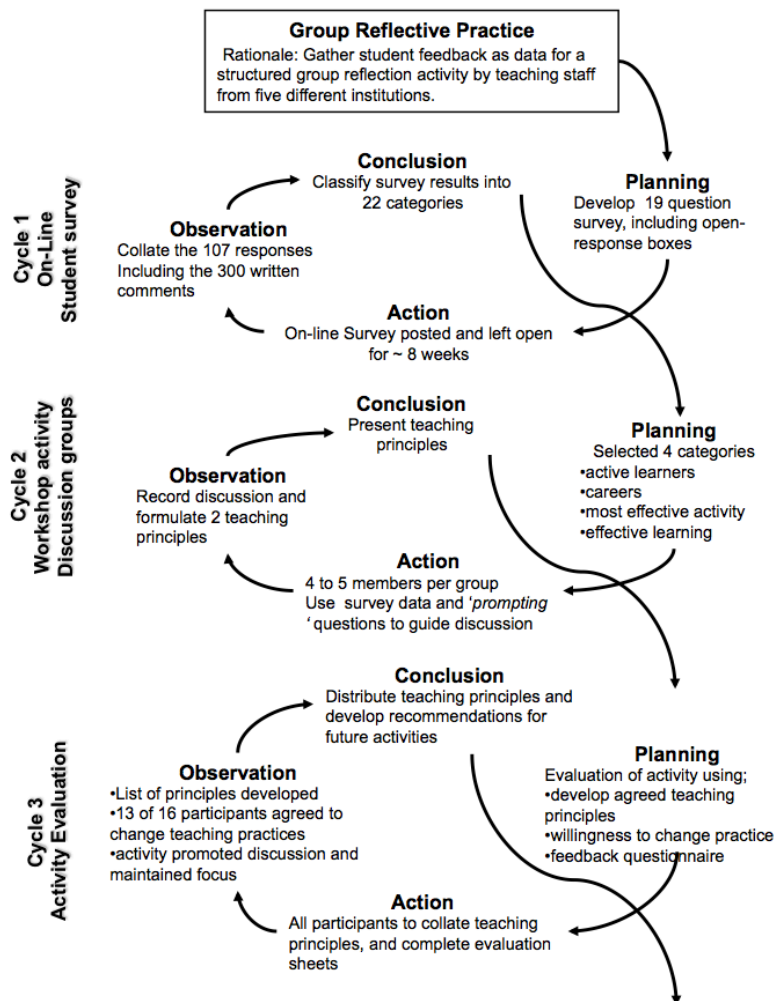 Group Reflective Practice
Rationale: Gather student feedback as data for a
structured group reflection activity by teaching staff
from five different institutions.
Cycle 1
On-Line
Student survey
Conclusion
Classify survey results into
22 categories
Planning
Develop 19 question
survey, including open-
response boxes
Observation
Collate the 107 responses
Including the 300 written
comments
Action
On-line Survey posted and left open
for ~ 8 weeks
Cycle 2
Workshop activity
Discussion groups
Conclusion
Present teaching
principles
Planning
Selected 4 categories
•active learners
•careers
•most effective activity
•effective learning
Observation
Record discussion and
formulate 2 teaching
principles
Action
4 to 5 members per group
Use survey data and ‘prompting
‘questions to guide discussion
Cycle 3
Activity Evaluation
Conclusion
Distribute teaching principles and
develop recommendations for
future activities
Planning
Evaluation of activity using;
•develop agreed teaching
principles
•willingness to change practice
•feedback questionnaire
Observation
•List of principles developed
•13 of 16 participants agreed to
change teaching practices
•activity promoted discussion and
maintained focus
Action
All participants to collate teaching
principles, and complete evaluation
sheets